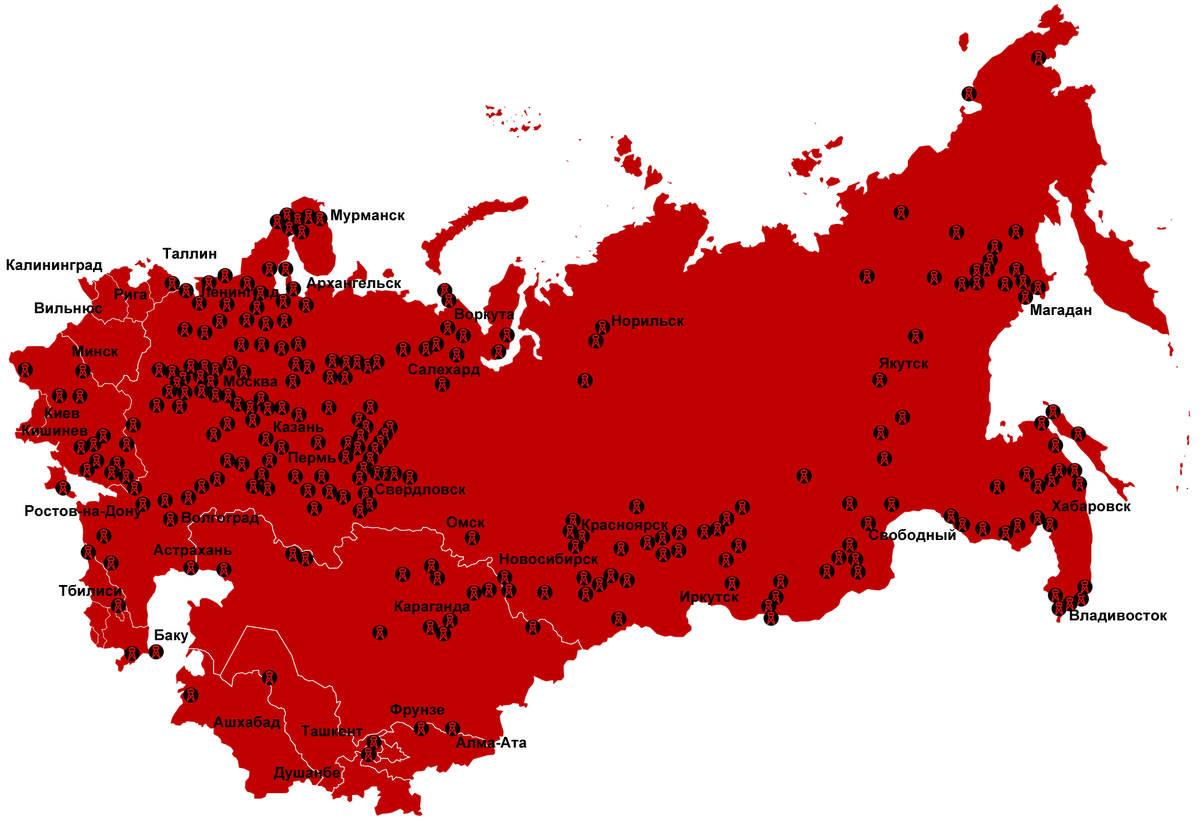 Мурманск
Таллин
Калининград
Архангельск
Рига
Ленинград
Вильнюс
Воркута
Норильск
Магадан
Минск
Салехард
Якутск
Москва
Киев
Казань
Кишинев
Пермь
Свердловск
Ростов-на-Дону
Волгоград
Хабаровск
Омск
Красноярск
Свободный
Астрахань
Новосибирск
Тбилиси
Иркутск
Караганда
Владивосток
Баку
Фрунзе
Ашхабад
Ташкент
Алма-Ата
Душанбе